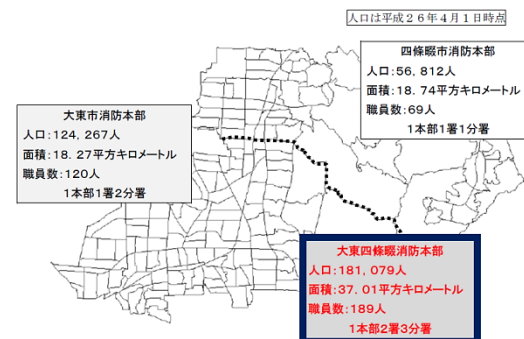 人口は平成２６年４月１日時点
四條畷市消防本部
人口：５６，８１２人
面積：１８．７４平方キロメートル
職員数：６９人
１本部１署１分署
大東市消防本部
人口：１２４，２６７人
面積：１８．２７平方キロメートル
職員数：１２０人
１本部１署２分署
大東四條畷消防本部
人口：１８１，０７９人
面積：３７．０１平方キロメートル
職員数：１８９人
１本部２署３分署